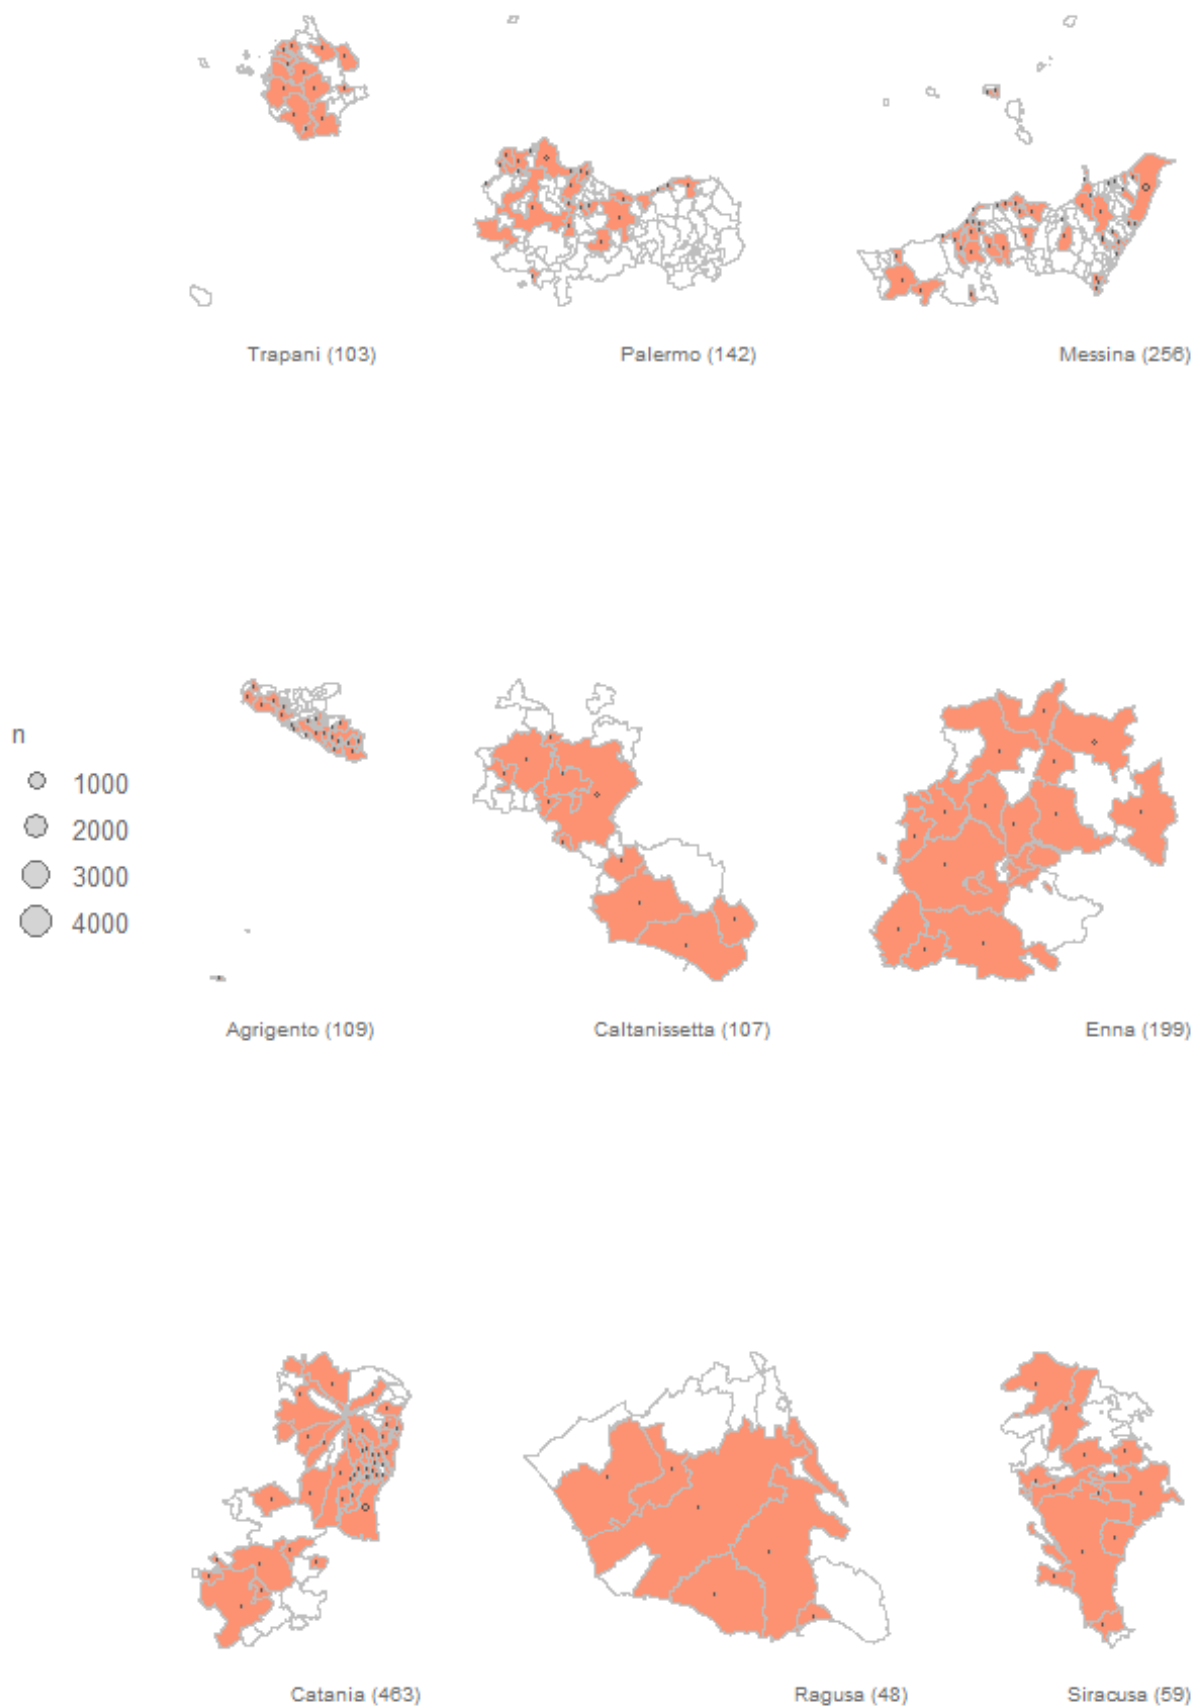 Trapani (103)
Palermo (142)
Messina (256)
n
1000
2000
3000
4000
Agrigento (109)
Caltanissetta (107)
Enna (199)
Catania (463)
Ragusa (48)
Siracusa (59)